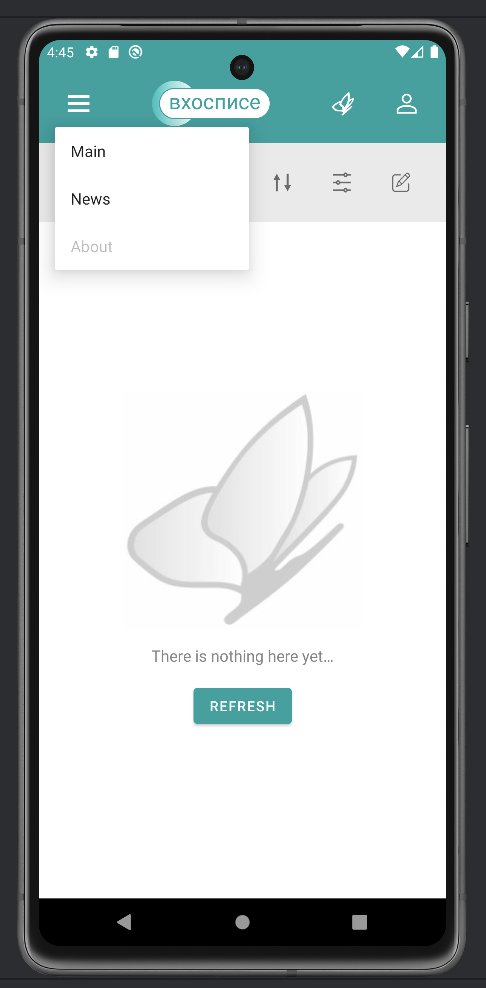 4:45
вхосписе
Main
News
About
There is nothing here yet...
REFRESH